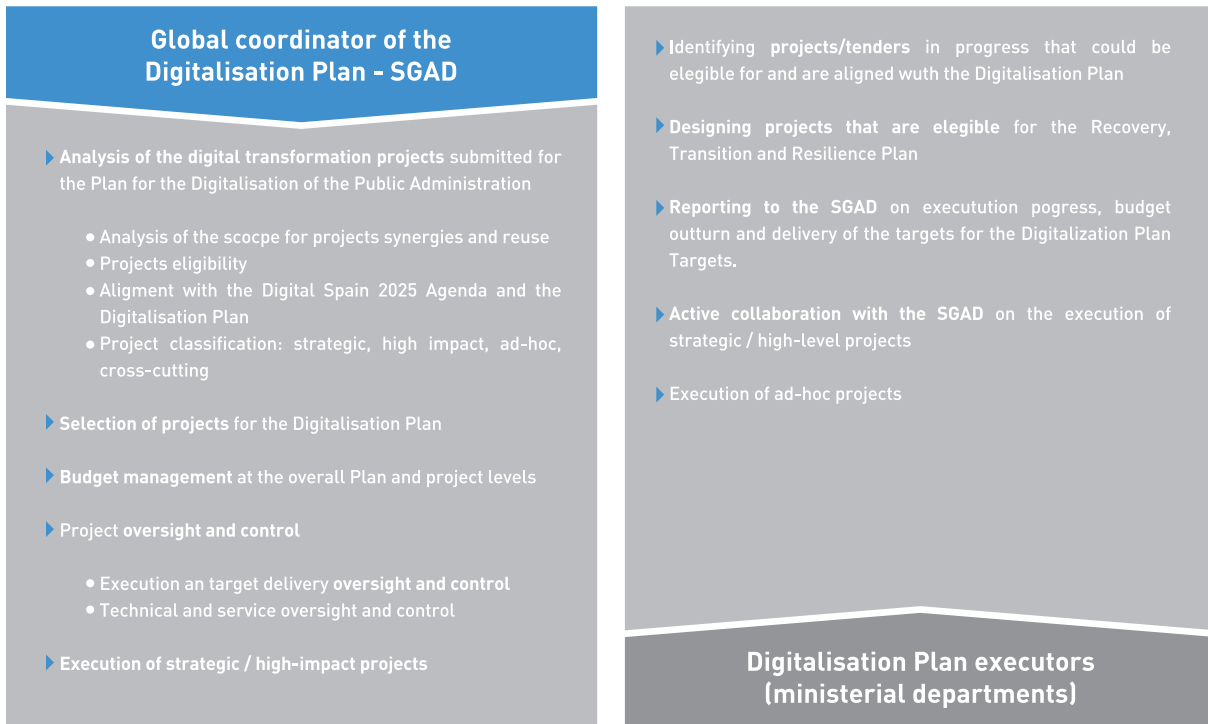 Global coordinator of the
Digitalisation Plan - SGAD
Analysis of the digital transformation projects submitted for
the Plan for the Digitalisation of the Public Administration
Analysis of the scocpe for projects synergies and reuse
Projects eligibility
Aligment with the Digital Spain 2025 Agenda and the
Digitalisation Plan
Project classification: strategic, high impact, ad-hoc,
cross-cutting
Selection of projects for the Digitalisation Plan
Budget management at the overall Plan and project levels
Project oversight and control
Execution an target delivery oversight and control
Technical and service oversight and control
Execution of strategic / high-impact projects
Identifying projects/tenders in progress that could be
elegible for and are aligned wuth the Digitalisation Plan
Designing projects that are elegible for the Recovery,
Transition and Resilience Plan
Reporting to the SGAD on executution pogress, budget
outturn and delivery of the targets for the Digitalization Plan
Targets.
Active collaboration with the SGAD on the execution of
strategic / high-level projects
Execution of ad-hoc projects
Digitalisation Plan executors
(ministerial departments)